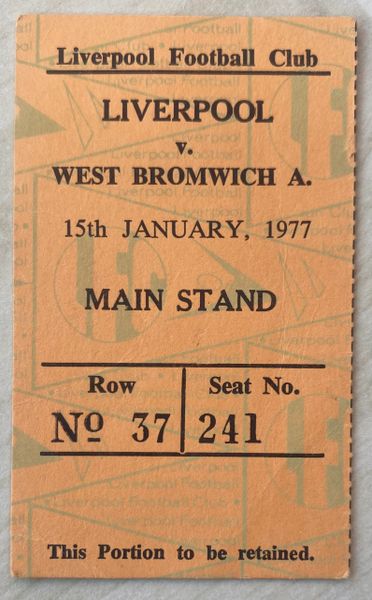 Liverpool Football Club
LIVERPOOL
v.
WEST BROMWICH A.
15th JANUARY, 1977
MAIN STAND
Row
Seat No.
Nº 37
241
This Portion to be retained.